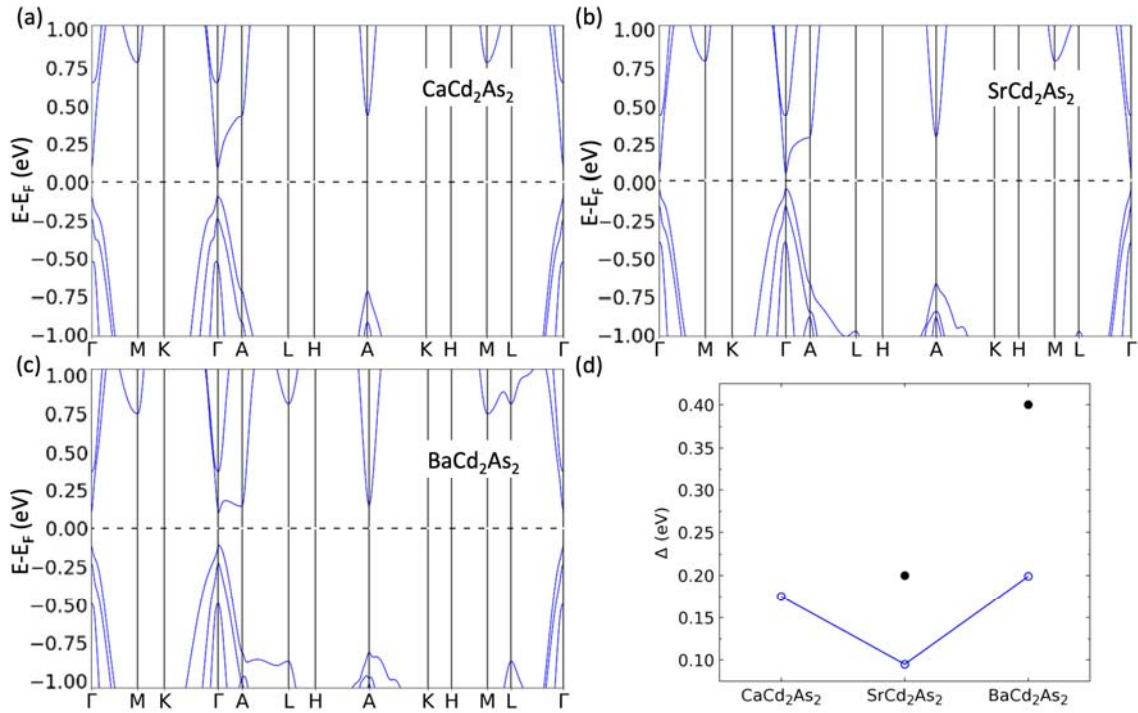 (a)
CaCd₂As₂
E-E_F (eV)
1.00
0.75
0.50
0.25
0.00
−0.25
−0.50
−0.75
−1.00
Γ M K Γ A L H A K H M L Γ
(b)
SrCd₂As₂
E-E_F (eV)
1.00
0.75
0.50
0.25
0.00
−0.25
−0.50
−0.75
−1.00
Γ M K Γ A L H A K H M L Γ
(c)
BaCd₂As₂
E-E_F (eV)
1.00
0.75
0.50
0.25
0.00
−0.25
−0.50
−0.75
−1.00
Γ M K Γ A L H A K H M L Γ
(d)
Δ (eV)
0.40
0.35
0.30
0.25
0.20
0.15
0.10
CaCd₂As₂ SrCd₂As₂ BaCd₂As₂